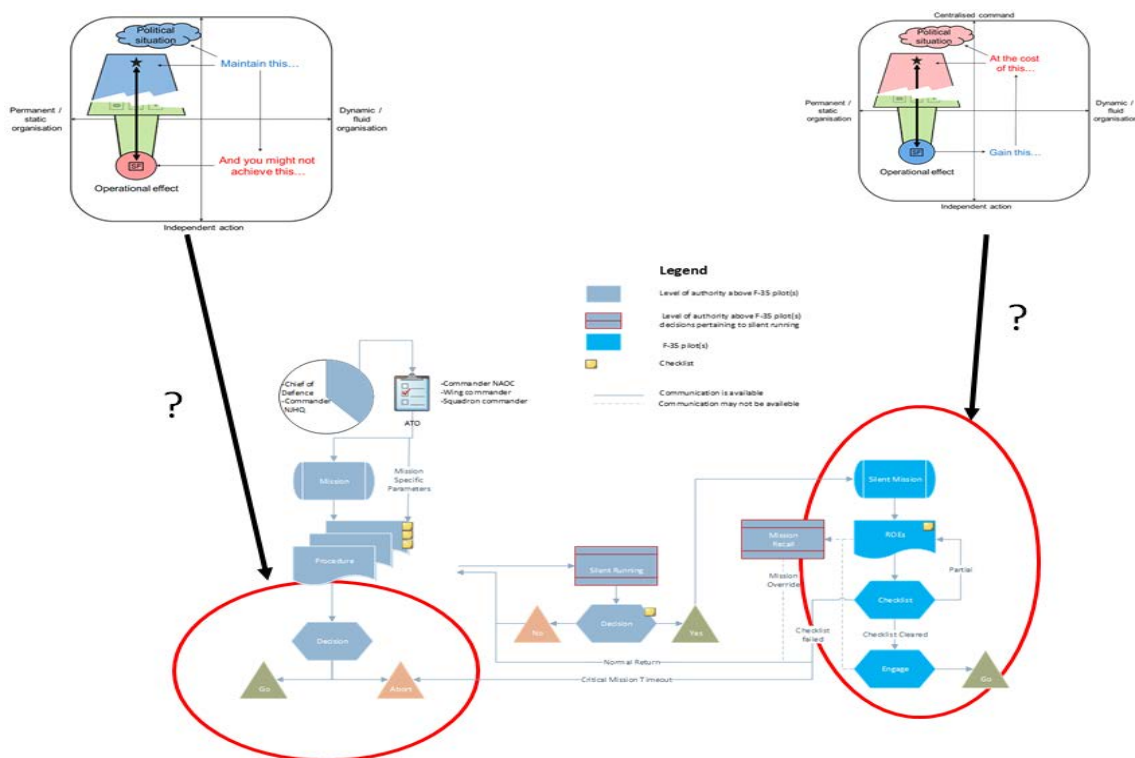 Political
situation
Maintain this…
Permanent /
static
organisation
Dynamic /
fluid
organisation
SF
And you might not
achieve this…
Operational effect
Independent action
Centralised command
Political
situation
At the cost
of this…
Permanent /
static
organisation
Dynamic /
fluid
organisation
SF
Gain this…
Operational effect
Independent action
?
?
Legend
Level of authority above F-35 pilot(s)
Level of authority above F-35 pilot(s)
decisions pertaining to silent running
F-35 pilot(s)
Checklist
Communication is available
Communication may not be available
-Chief of
Defence
-Commander
NJHQ
ATO
-Commander NAOC
-Wing commander
-Squadron commander
Mission
Mission
Specific
Parameters
Procedure
Decision
Go
Abort
Silent Running
No
Decision
Yes
Normal Return
Critical Mission Timeout
Mission
Recall
Mission
Override
Checklist
failed
Silent Mission
ROEs
Partial
Checklist
Checklist Cleared
Engage
Go